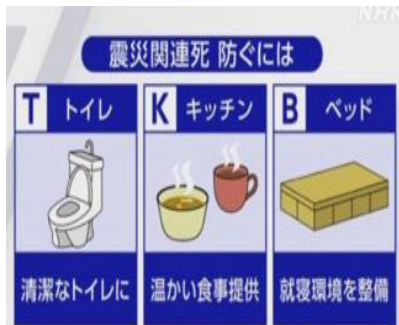 NHK
震災関連死 防ぐには
T トイレ
K キッチン
B ベッド
清潔なトイレに
温かい食事提供
就寝環境を整備